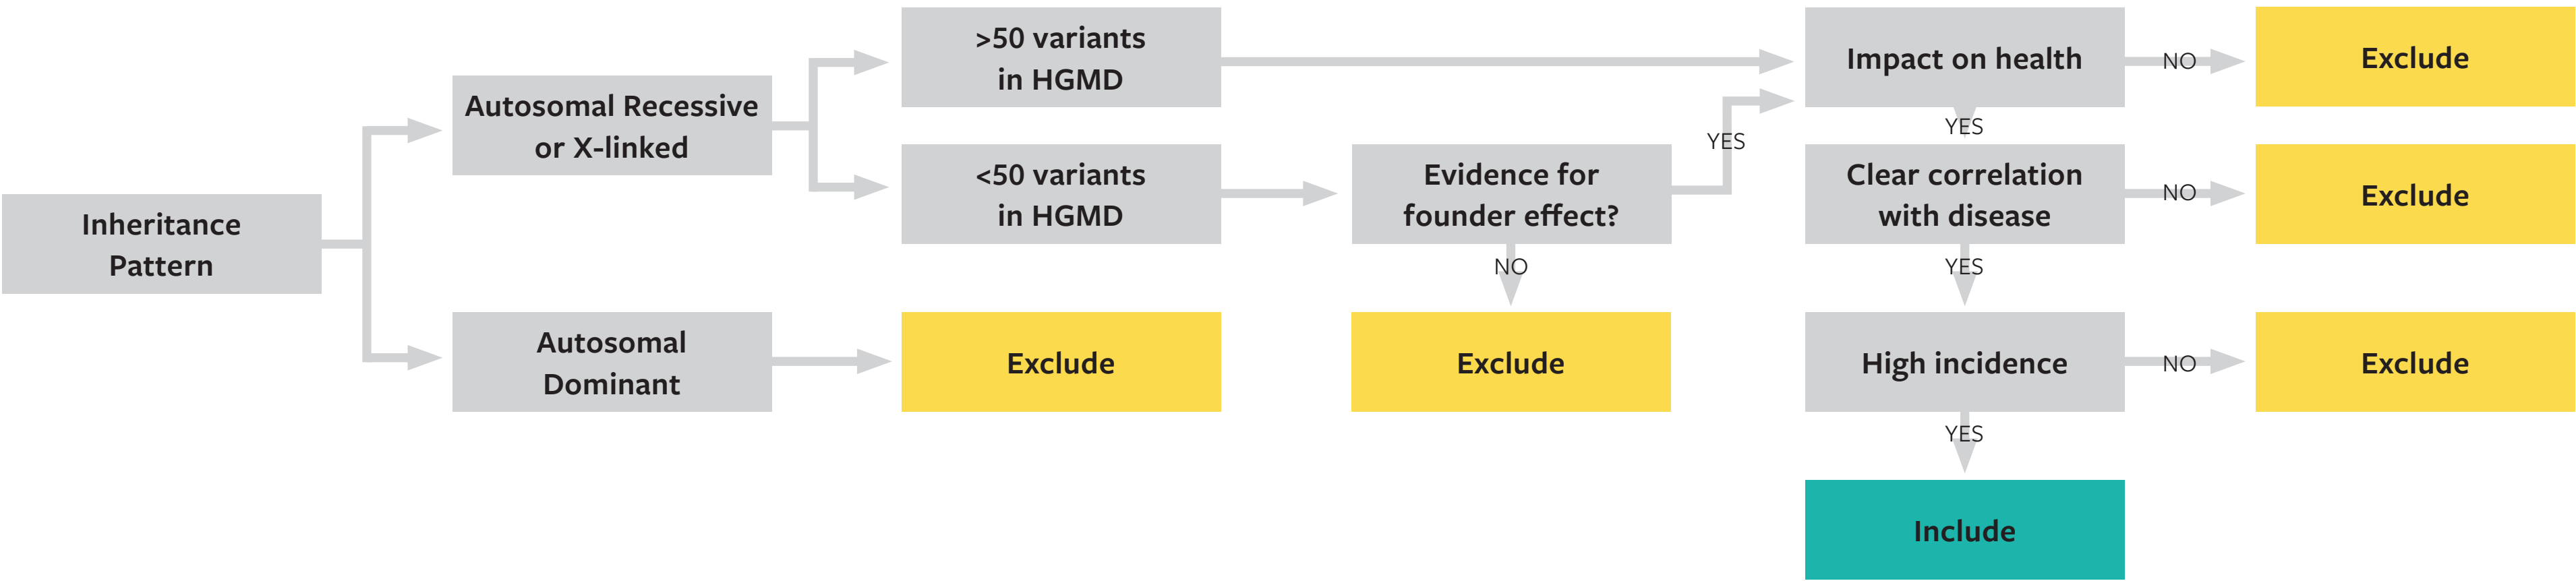 Inheritance
Pattern
Autosomal Recessive
or X-linked
Autosomal
Dominant
>50 variants
in HGMD
<50 variants
in HGMD
Exclude
Evidence for
founder effect?
YES
NO
Exclude
Impact on health
NO
Exclude
YES
Clear correlation
with disease
NO
Exclude
YES
High incidence
NO
Exclude
YES
Include